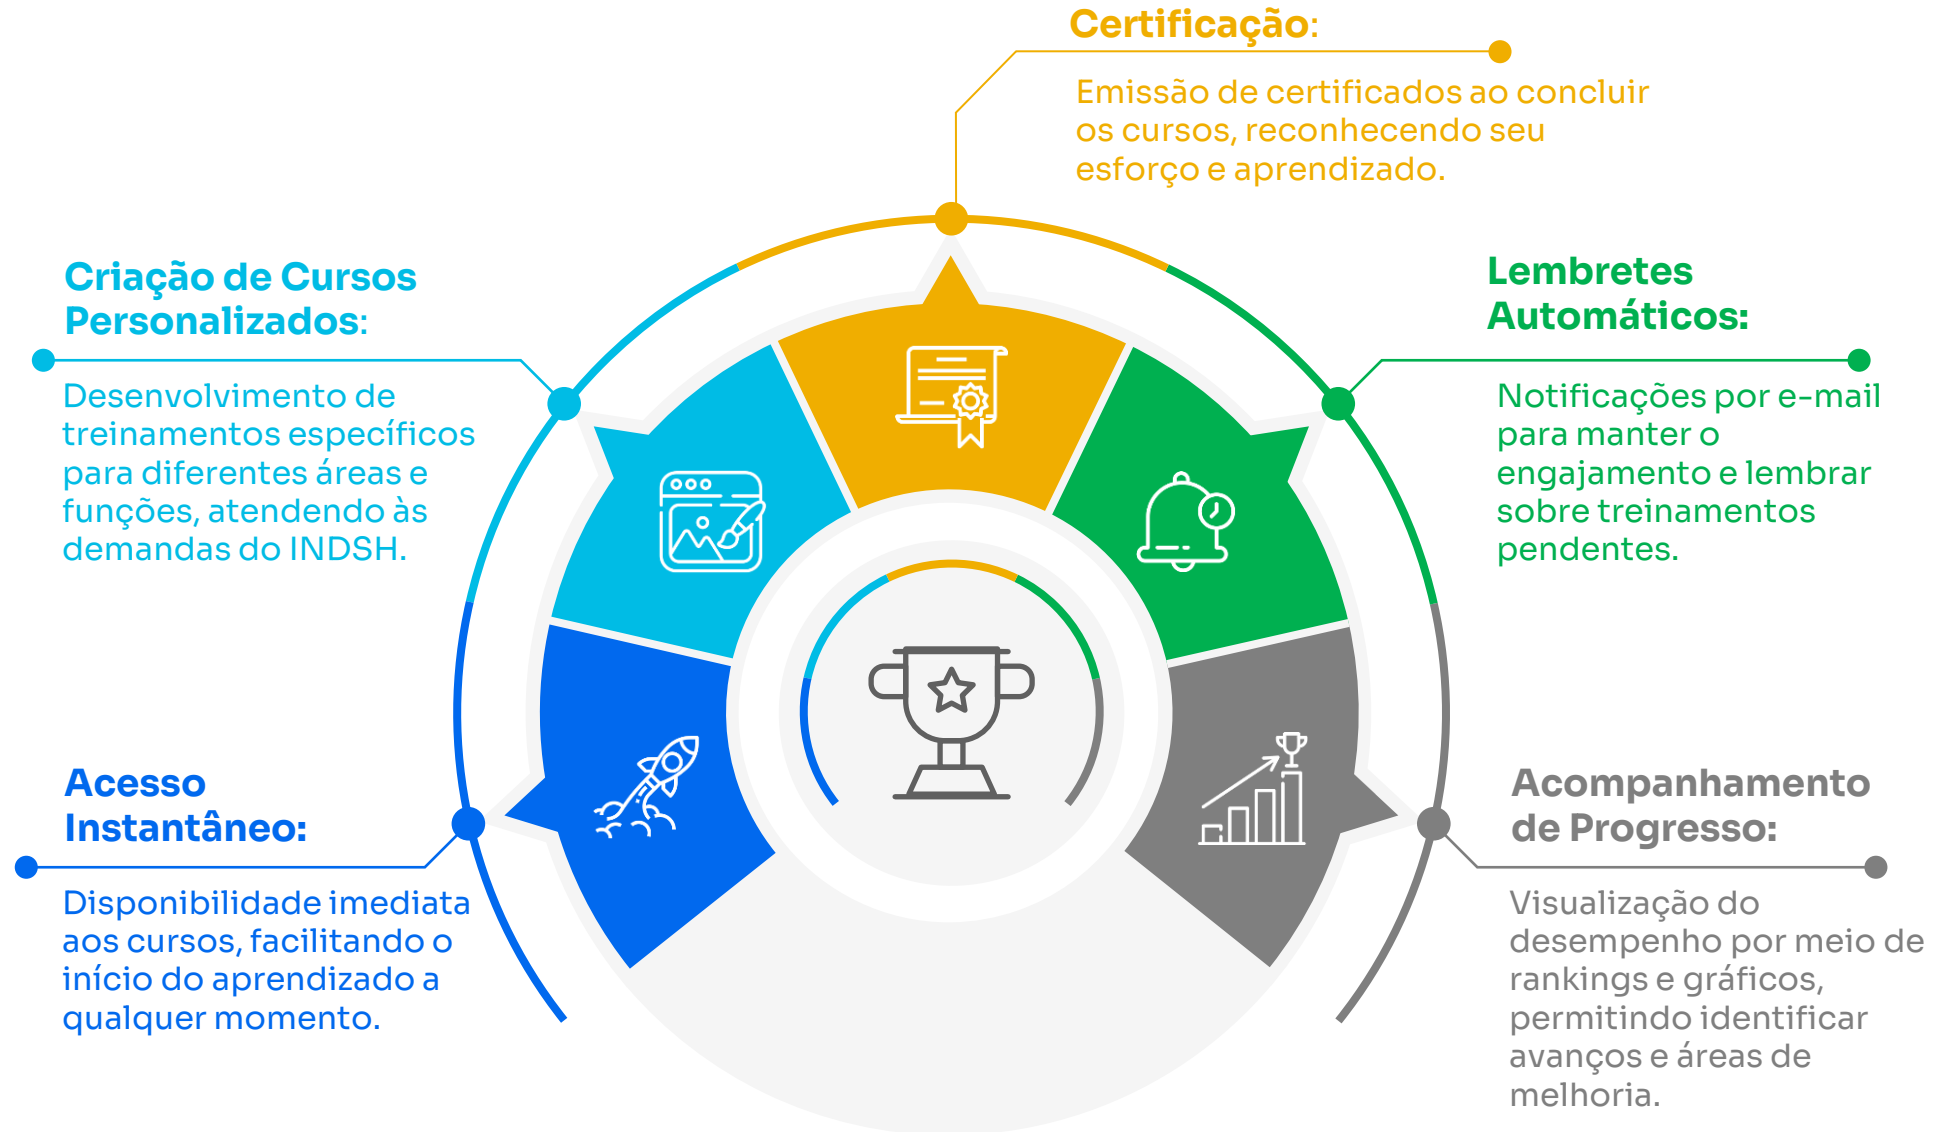 Certificação:
Emissão de certificados ao concluir
os cursos, reconhecendo seu
esforço e aprendizado.
Criação de Cursos
Personalizados:
Desenvolvimento de
treinamentos específicos
para diferentes áreas e
funções, atendendo às
demandas do INDSH.
Lembretes
Automáticos:
Notificações por e-mail
para manter o
engajamento e lembrar
sobre treinamentos
pendentes.
Acesso
Instantâneo:
Disponibilidade imediata
aos cursos, facilitando o
início do aprendizado a
qualquer momento.
Acompanhamento
de Progresso:
Visualização do
desempenho por meio de
rankings e gráficos,
permitindo identificar
avanços e áreas de
melhoria.